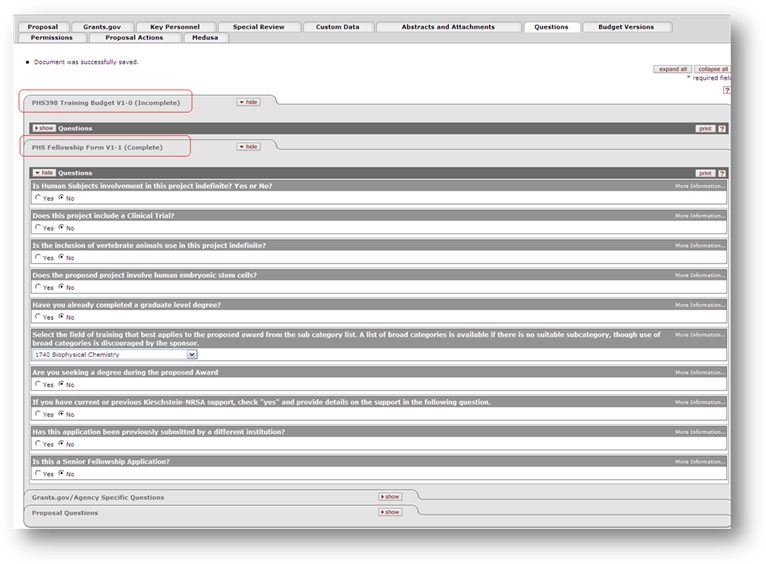 Proposal Grants.gov Key Personnel Special Review Custom Data Abstracts and Attachments Questions Budget Versions
Permissions Proposal Actions Medusa
Document was successfully saved.
expand all collapse all
* required field
?
PHS398 Training Budget V1-0 (Incomplete) hide
show Questions print ?
PHS Fellowship Form V1-1 (Complete) hide
hide Questions print ?
Is Human Subjects involvement in this project indefinite? Yes or No? More Information...
Yes No
Does this project include a Clinical Trial? More Information...
Yes No
Is the inclusion of vertebrate animals use in this project indefinite? More Information...
Yes No
Does the proposed project involve human embryonic stem cells? More Information...
Yes No
Have you already completed a graduate level degree? More Information...
Yes No
Select the field of training that best applies to the proposed award from the sub category list. A list of broad categories is available if there is no suitable subcategory, though use of More Information...
broad categories is discouraged by the sponsor.
1740 Biophysical Chemistry
Are you seeking a degree during the proposed Award More Information...
Yes No
If you have current or previous Kirschstein-NRSA support, check "yes" and provide details on the support in the following question. More Information...
Yes No
Has this application been previously submitted by a different institution? More Information...
Yes No
Is this a Senior Fellowship Application? More Information...
Yes No
Grants.gov/Agency Specific Questions show
Proposal Questions show